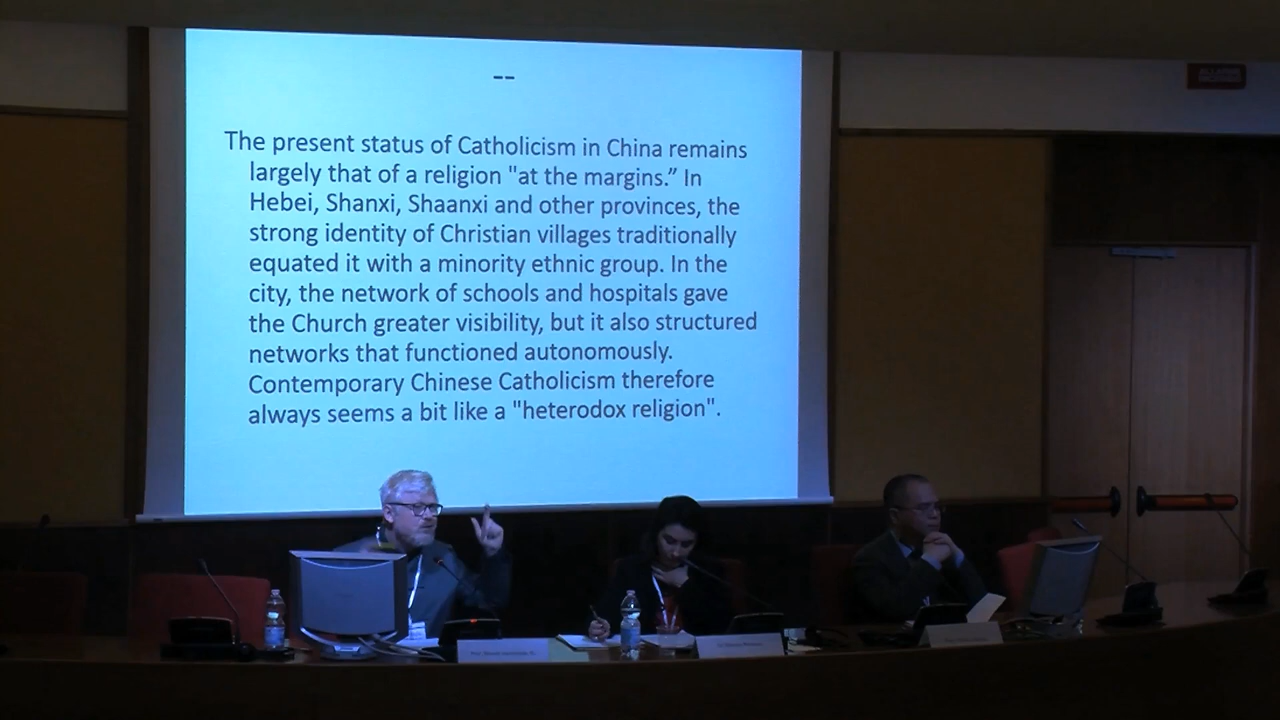 --
The present status of Catholicism in China remains
largely that of a religion "at the margins.” In
Hebei, Shanxi, Shaanxi and other provinces, the
strong identity of Christian villages traditionally
equated it with a minority ethnic group. In the
city, the network of schools and hospitals gave
the Church greater visibility, but it also structured
networks that functioned autonomously.
Contemporary Chinese Catholicism therefore
always seems a bit like a "heterodox religion".